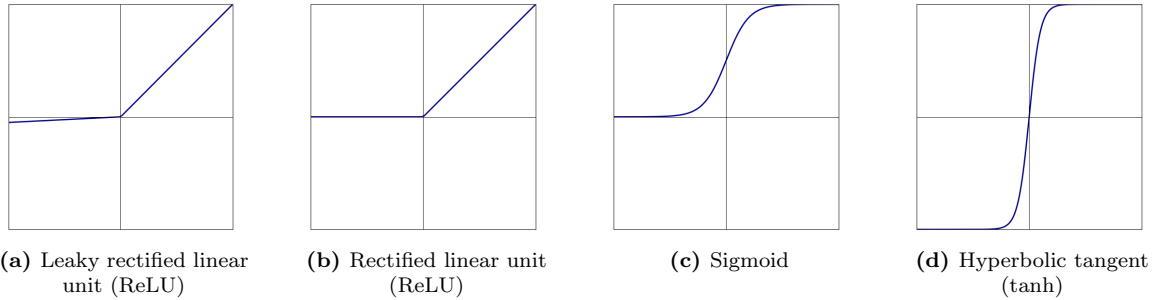 (a) Leaky rectified linear
unit (ReLU)
(b) Rectified linear unit
(ReLU)
(c) Sigmoid
(d) Hyperbolic tangent
(tanh)